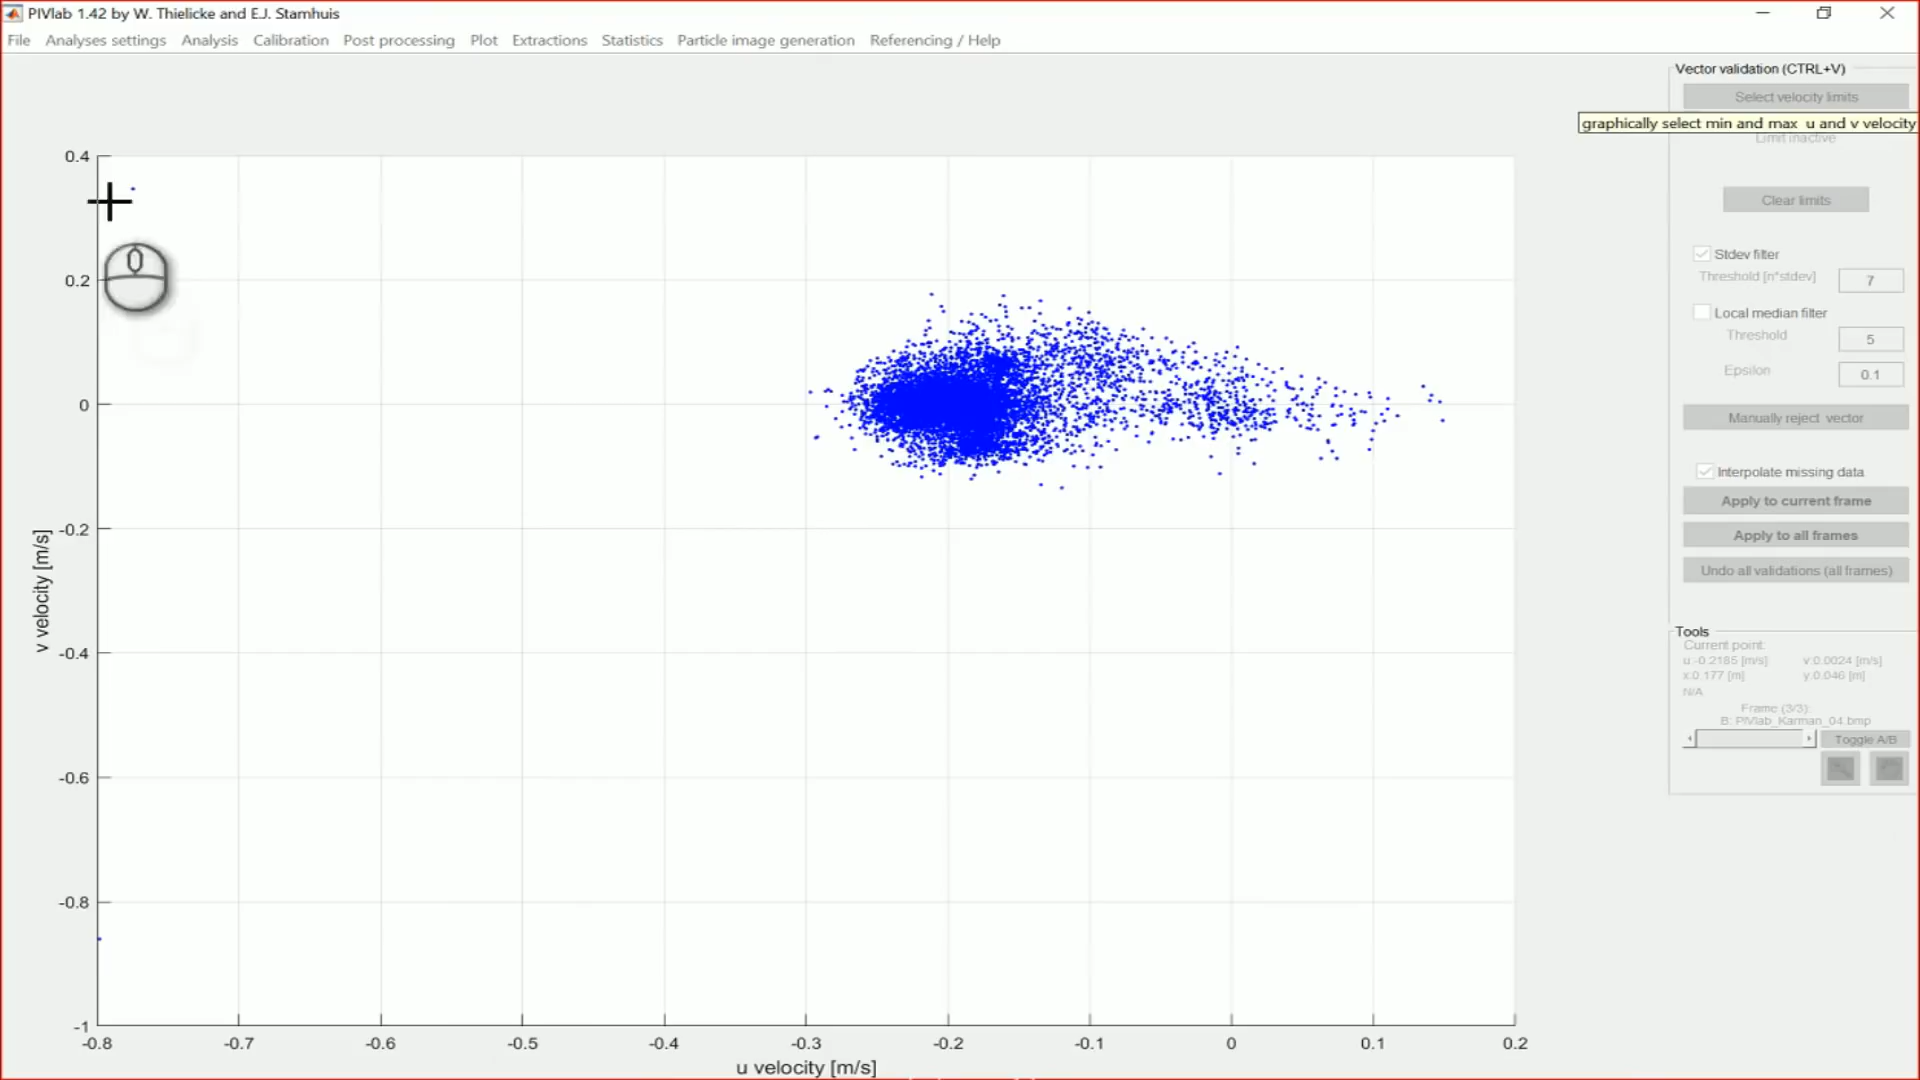 PIVlab 1.42 by W. Thielicke and E.J. Stamhuis
File Analyses settings Analysis Calibration Post processing Plot Extractions Statistics Particle image generation Referencing / Help
Vector validation (CTRL+V)
Select velocity limits
graphically select min and max u and v velocity
Limit inactive
Clear limits
Stdev filter
Threshold [n*stdev] 7
Local median filter
Threshold 5
Epsilon 0.1
Manually reject vector
Interpolate missing data
Apply to current frame
Apply to all frames
Undo all validations (all frames)
Tools
Current point:
u:-0.2185 [m/s] v:0.0024 [m/s]
x:0.177 [m] y:0.046 [m]
N/A
Frame (3/3):
B: PIVlab_Karman_04.bmp
Toggle A/B
0.4
0.2
0
-0.2
-0.4
-0.6
-0.8
-1
v velocity [m/s]
-0.8 -0.7 -0.6 -0.5 -0.4 -0.3 -0.2 -0.1 0 0.1 0.2
u velocity [m/s]